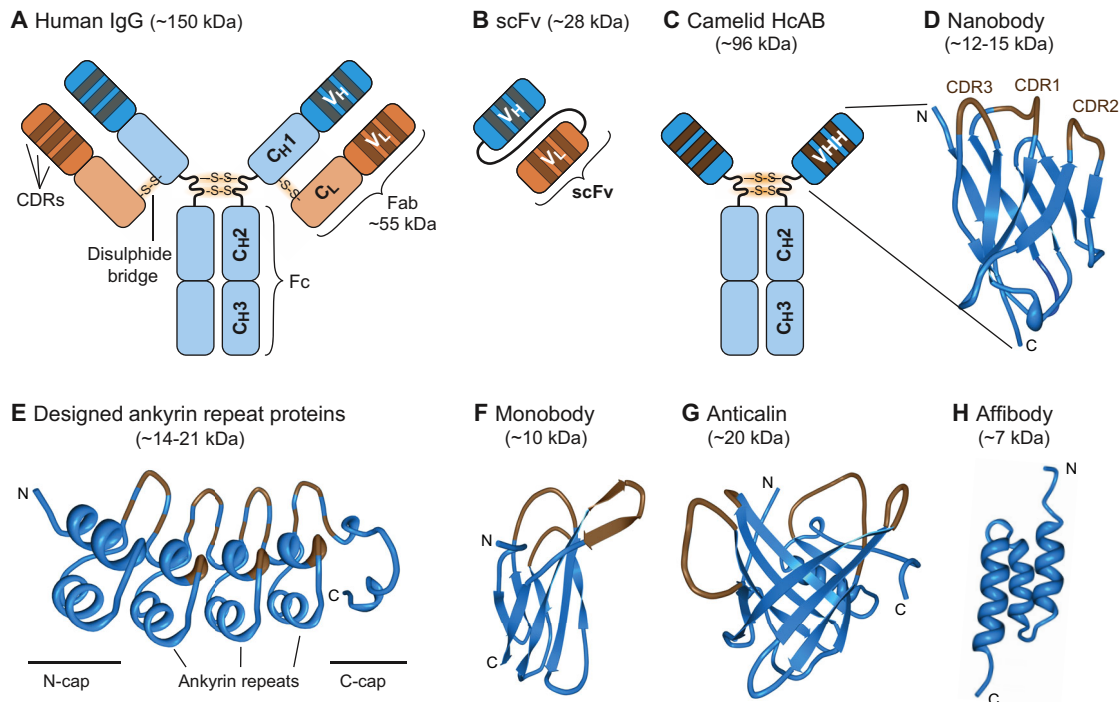 A Human IgG (~150 kDa)
VH
CH1
VL
CL
-S-S-
-S-S-
S-S
S-S
CDRs
Disulphide
bridge
Fab
~55 kDa
CH2
CH3
Fc
B scFv (~28 kDa)
VH
VL
scFv
C Camelid HcAB
(~96 kDa)
VHH
-S-S-
-S-S-
CH2
CH3
D Nanobody
(~12-15 kDa)
CDR3
CDR1
CDR2
N
C
E Designed ankyrin repeat proteins
(~14-21 kDa)
N
C
N-cap
Ankyrin repeats
C-cap
F Monobody
(~10 kDa)
N
C
G Anticalin
(~20 kDa)
N
C
H Affibody
(~7 kDa)
N
C